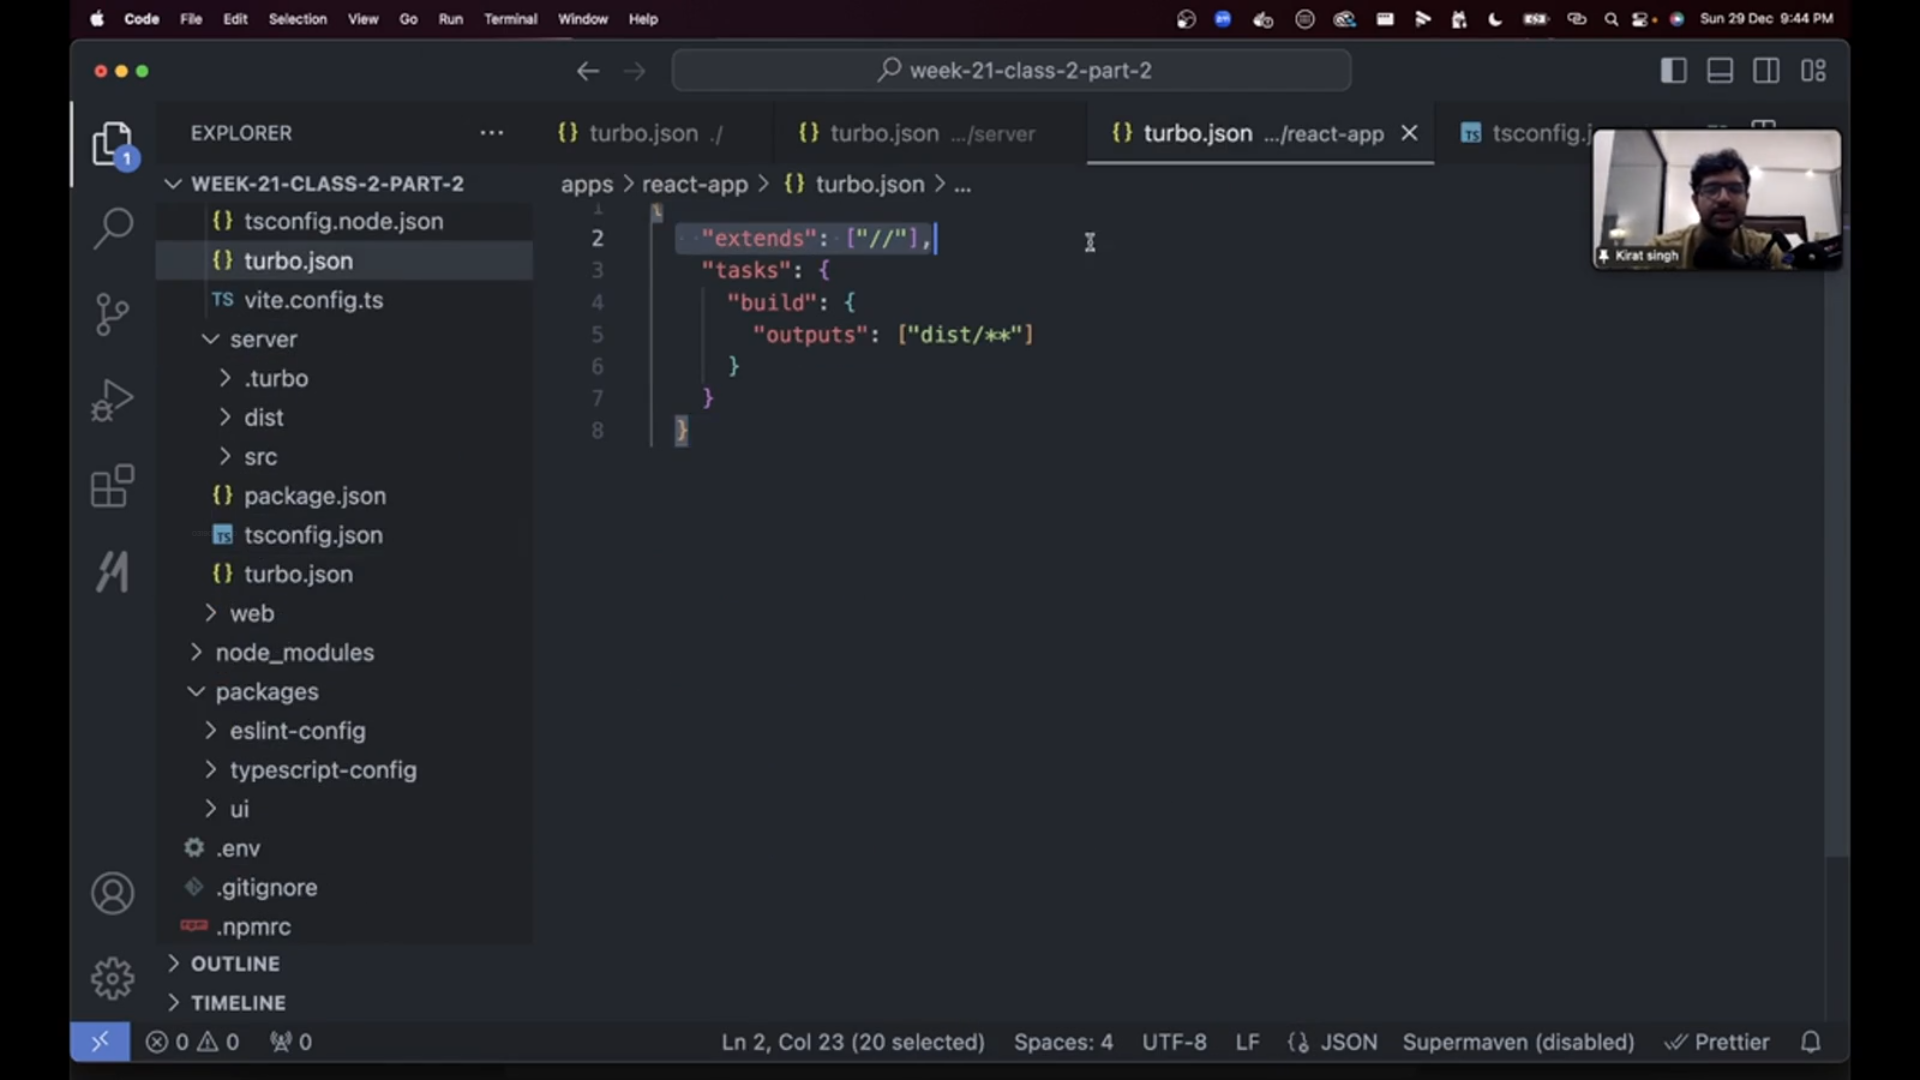 Code File Edit Selection View Go Run Terminal Window Help
Sun 29 Dec 9:44 PM
week-21-class-2-part-2
EXPLORER
turbo.json ./
turbo.json .../server
turbo.json .../react-app
tsconfig.j
WEEK-21-CLASS-2-PART-2
apps > react-app > {} turbo.json > ...
1
tsconfig.node.json
turbo.json
TS vite.config.ts
server
.turbo
dist
src
package.json
TS tsconfig.json
turbo.json
web
node_modules
packages
eslint-config
typescript-config
ui
.env
.gitignore
.npmrc
OUTLINE
TIMELINE
1 {
2 "extends": ["//"],
3 "tasks": {
4 "build": {
5 "outputs": ["dist/**"]
6 }
7 }
8 }
Kirat singh
0 0 0
Ln 2, Col 23 (20 selected)
Spaces: 4
UTF-8
LF
{} JSON
Supermaven (disabled)
Prettier